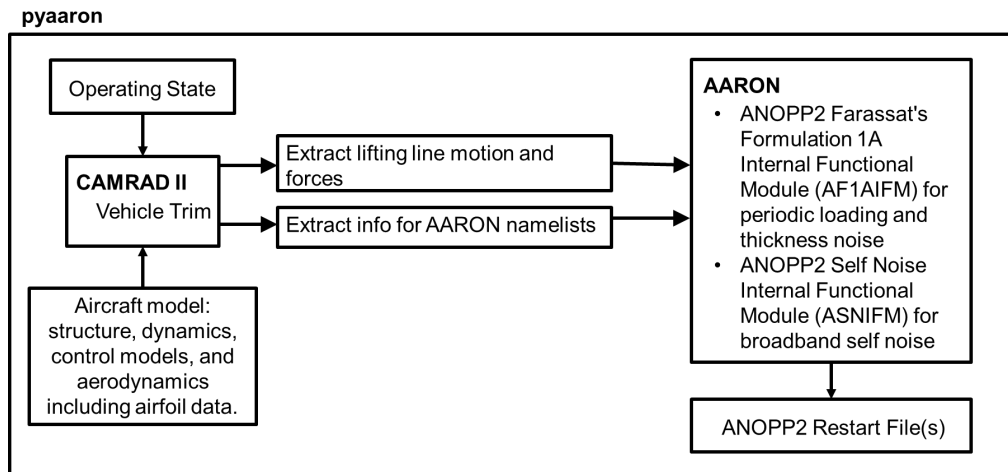 pyaaron
Operating State
CAMRAD II
Vehicle Trim
Aircraft model:
structure, dynamics,
control models, and
aerodynamics
including airfoil data.
Extract lifting line motion and
forces
Extract info for AARON namelists
AARON
• ANOPP2 Farassat's
Formulation 1A
Internal Functional
Module (AF1AIFM) for
periodic loading and
thickness noise
• ANOPP2 Self Noise
Internal Functional
Module (ASNIFM) for
broadband self noise
ANOPP2 Restart File(s)